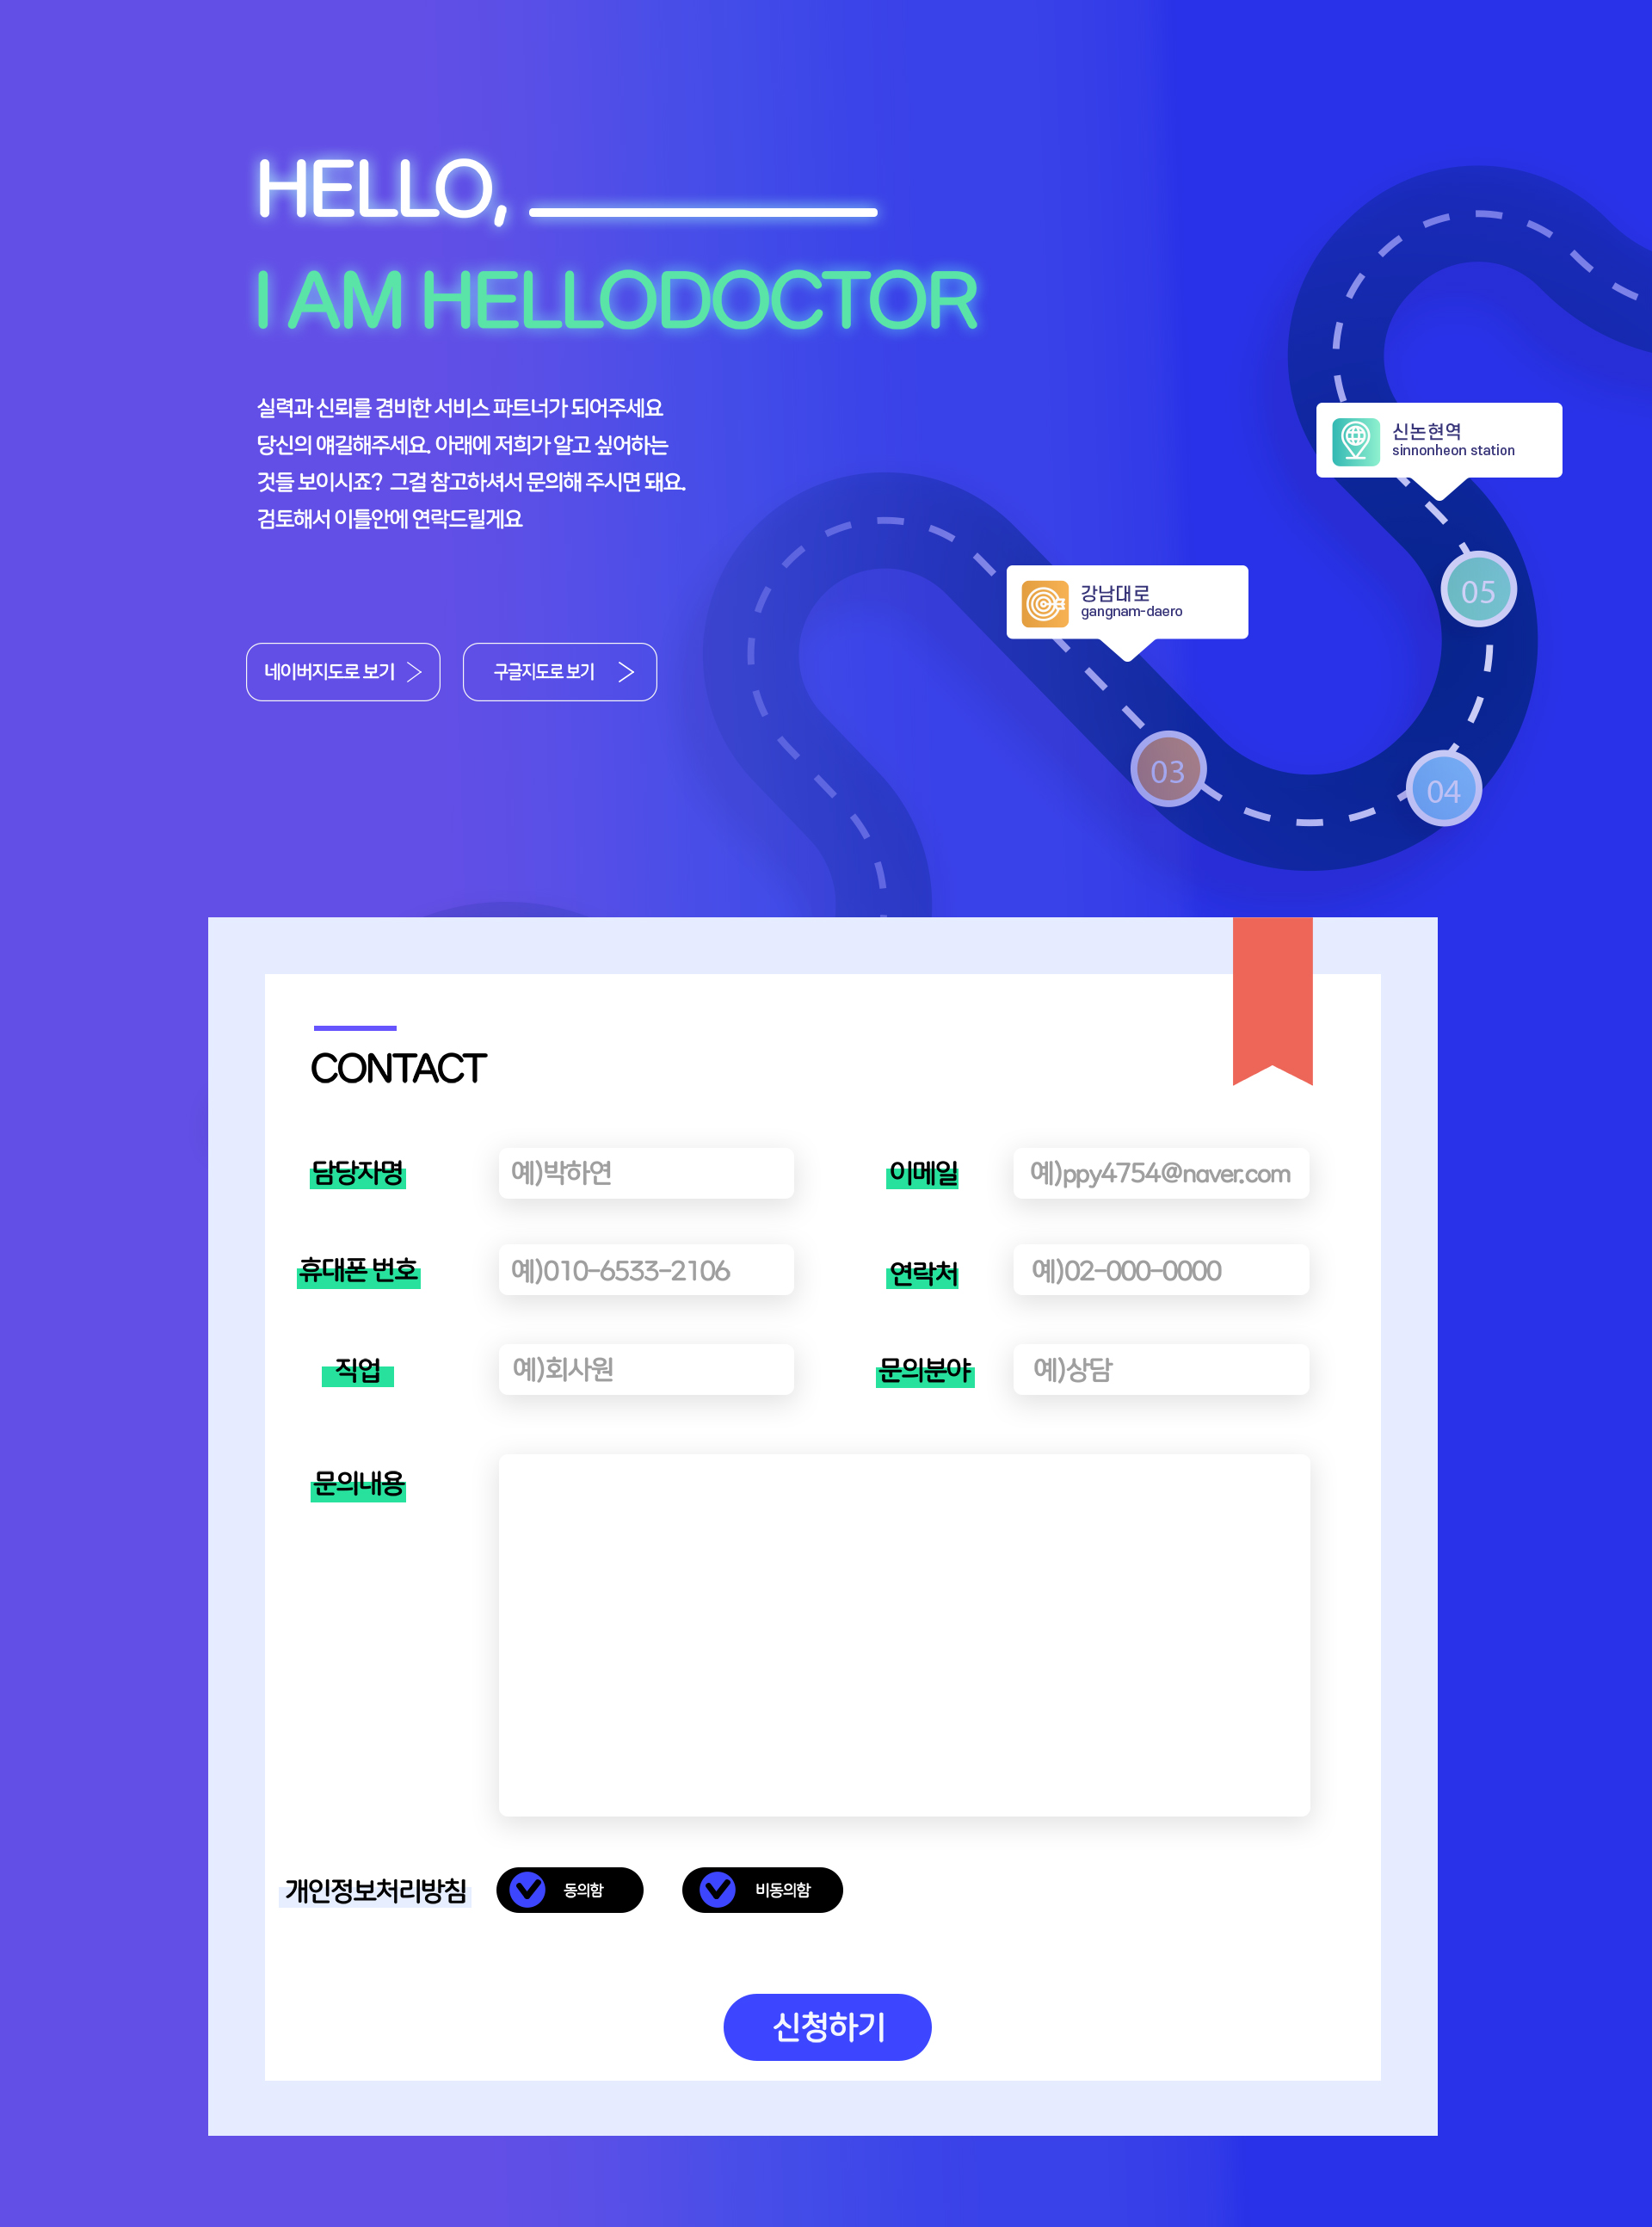 HELLO,
I AM HELLODOCTOR
실력과 신뢰를 겸비한 서비스 파트너가 되어주세요
당신의 얘길해주세요. 아래에 저희가 알고 싶어하는
것들 보이시죠? 그걸 참고하셔서 문의해 주시면 돼요.
검토해서 이틀안에 연락드릴게요
네이버지도로 보기
구글지도로 보기
신논현역
sinnonheon station
강남대로
gangnam-daero
05
03
04
CONTACT
담당자명
예)박하연
이메일
예)ppy4754@naver.com
휴대폰 번호
예)010-6533-2106
연락처
예)02-000-0000
직업
예)회사원
문의분야
예)상담
문의내용
개인정보처리방침
동의함
비동의함
신청하기